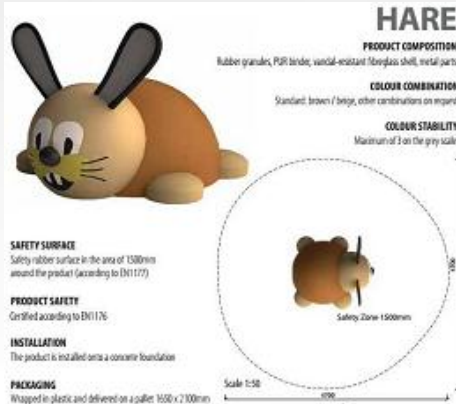 HARE
PRODUCT COMPOSITION
Rubber granules, PUR binder, vandal-resistant fibreglass shell, metal parts
COLOUR COMBINATION
Standard: brown / beige, other combinations on request
COLOUR STABILITY
Maximum of 3 on the grey scale
SAFETY SURFACE
Safety rubber surface in the area of 1500mm
around the product (according to EN1177)
PRODUCT SAFETY
Certified according to EN1176
INSTALLATION
The product is installed onto a concrete foundation
PACKAGING
Wrapped in plastic and delivered on a pallet 1650 x 2100mm
Safety Zone 1500mm
Scale 1:50